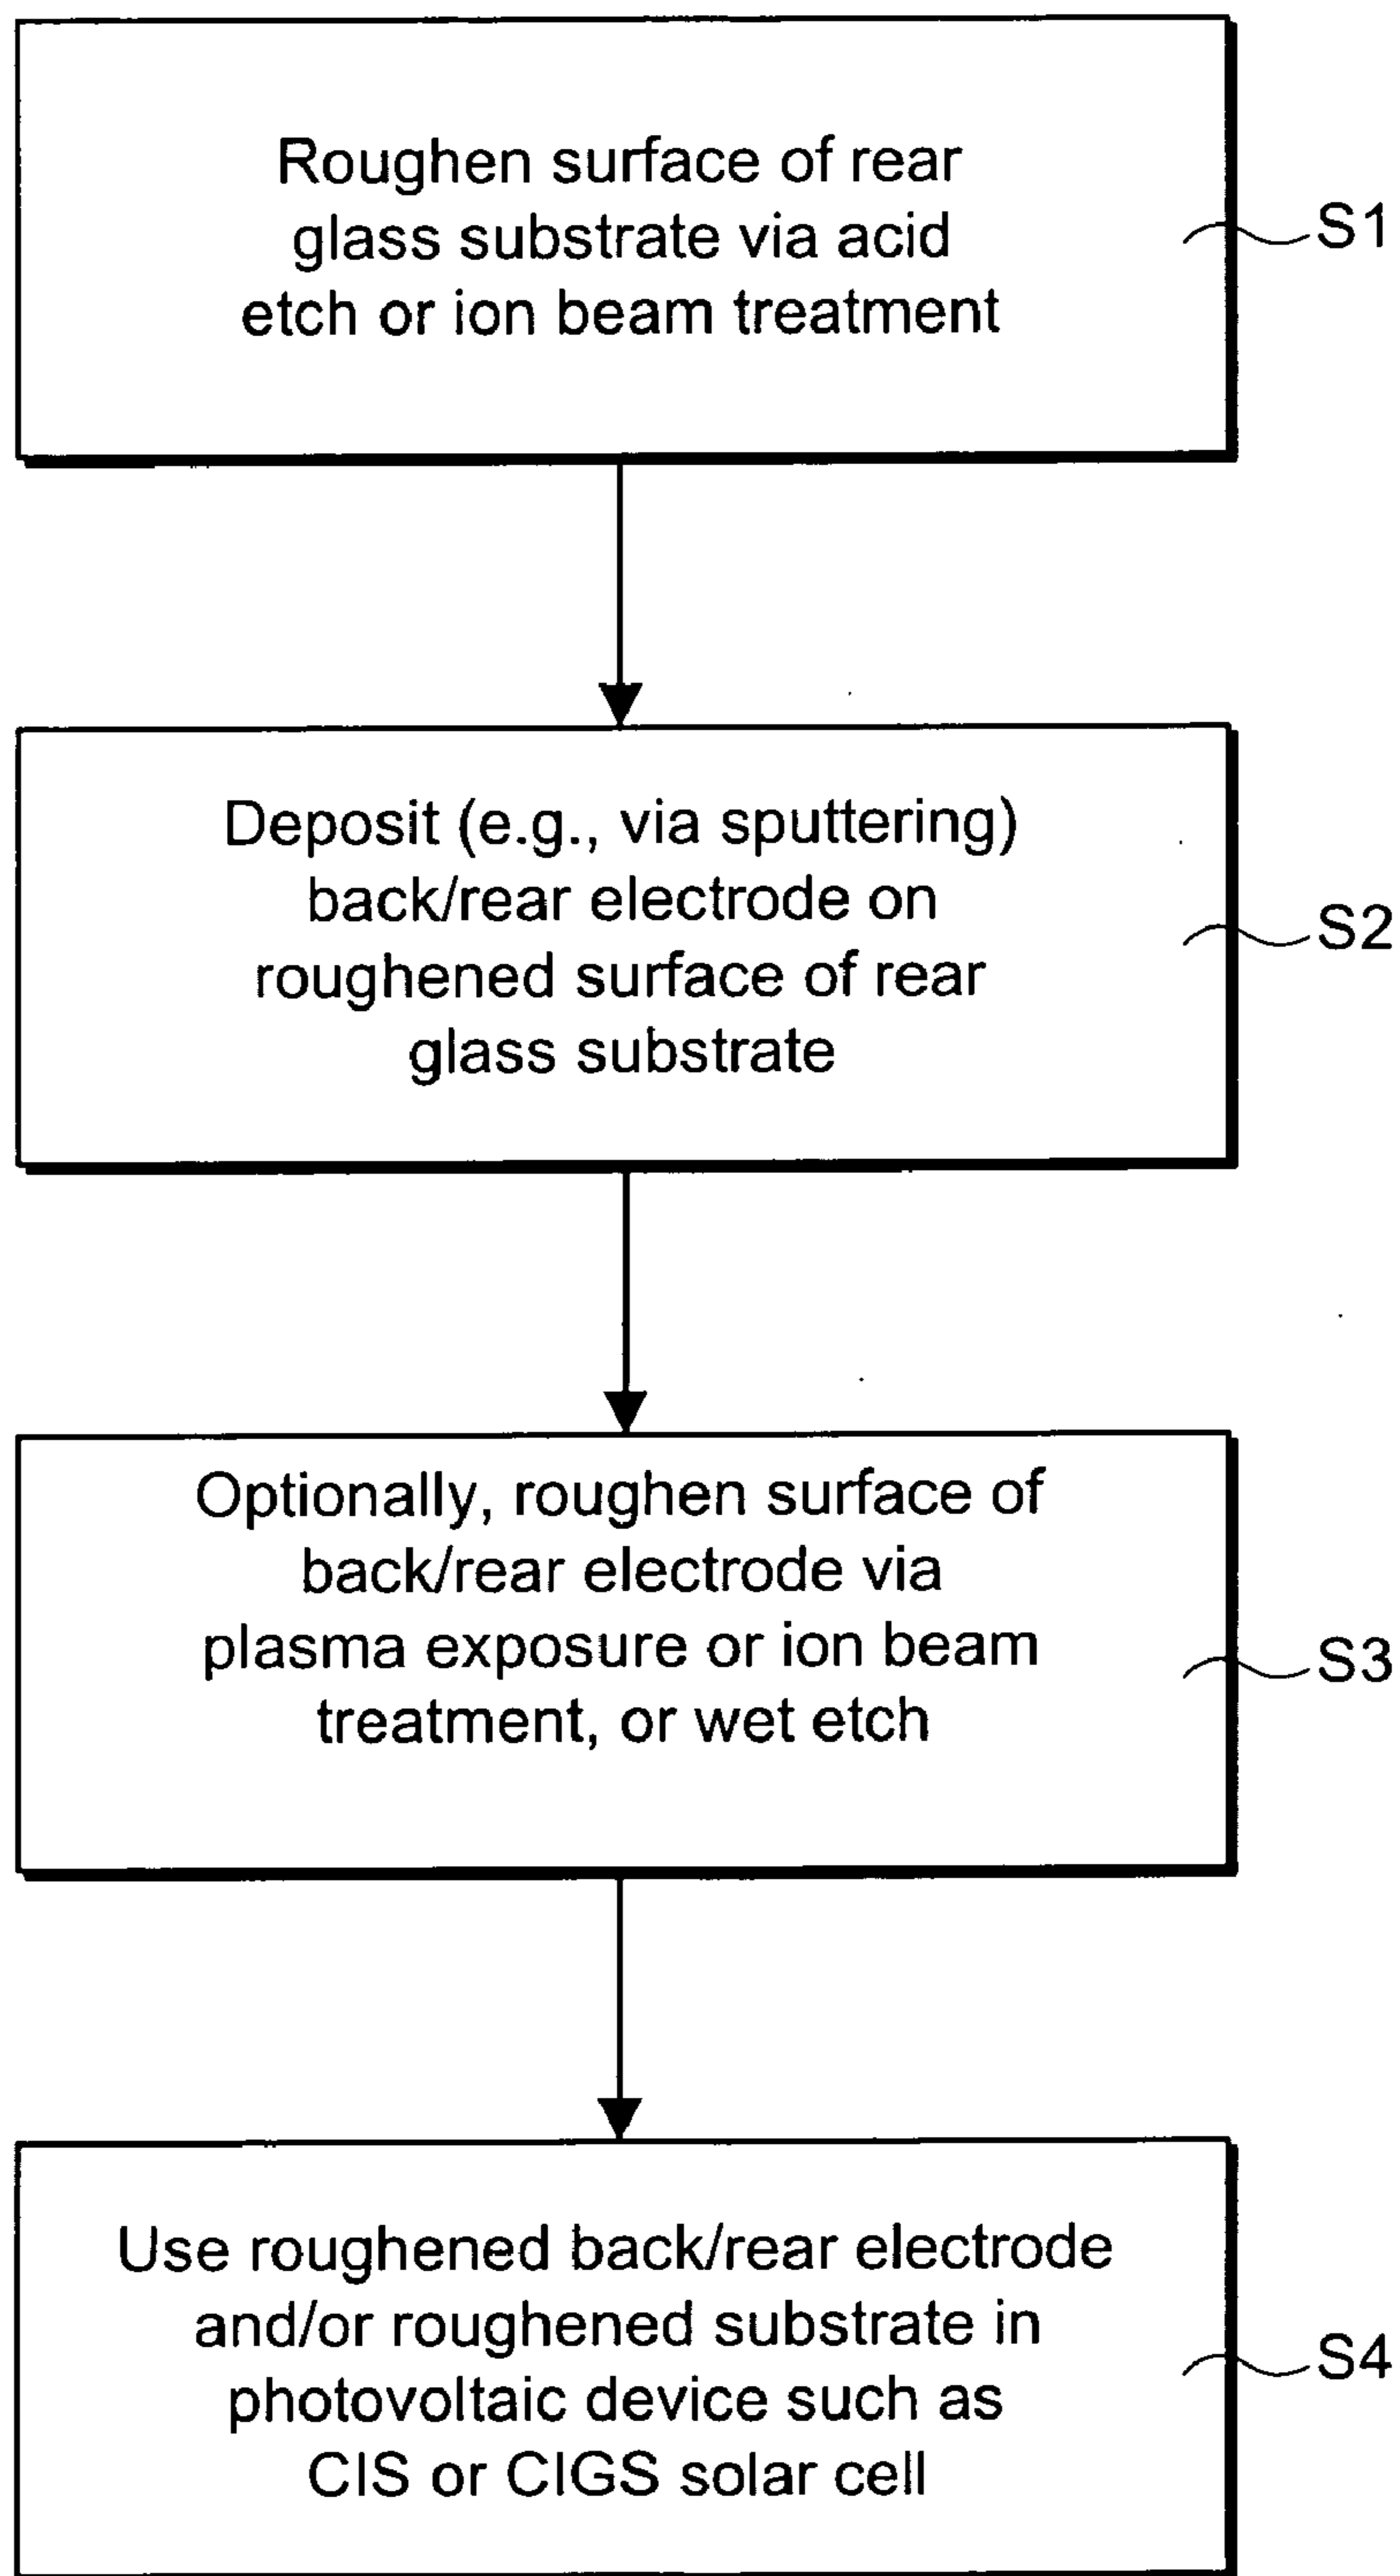 Roughen surface of rear
glass substrate via acid
etch or ion beam treatment
S1
Deposit (e.g., via sputtering)
back/rear electrode on
roughened surface of rear
glass substrate
S2
Optionally, roughen surface of
back/rear electrode via
plasma exposure or ion beam
treatment, or wet etch
S3
Use roughened back/rear electrode
and/or roughened substrate in
photovoltaic device such as
CIS or CIGS solar cell
S4